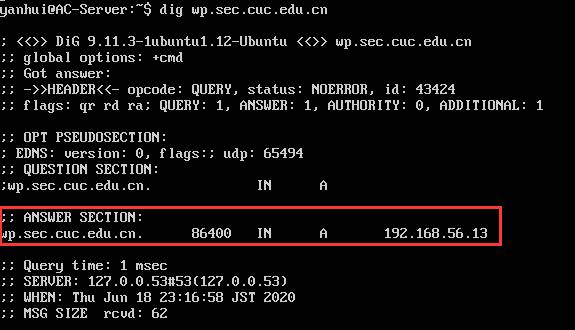 yanhui@AC-Server:~$ dig wp.sec.cuc.edu.cn
; <<>> DiG 9.11.3-1ubuntu1.12-Ubuntu <<>> wp.sec.cuc.edu.cn
;; global options: +cmd
;; Got answer:
;; ->>HEADER<<- opcode: QUERY, status: NOERROR, id: 43424
;; flags: qr rd ra; QUERY: 1, ANSWER: 1, AUTHORITY: 0, ADDITIONAL: 1
;; OPT PSEUDOSECTION:
; EDNS: version: 0, flags:; udp: 65494
;; QUESTION SECTION:
;wp.sec.cuc.edu.cn. IN A
;; ANSWER SECTION:
wp.sec.cuc.edu.cn. 86400 IN A 192.168.56.13
;; Query time: 1 msec
;; SERVER: 127.0.0.53#53(127.0.0.53)
;; WHEN: Thu Jun 18 23:16:58 JST 2020
;; MSG SIZE rcvd: 62